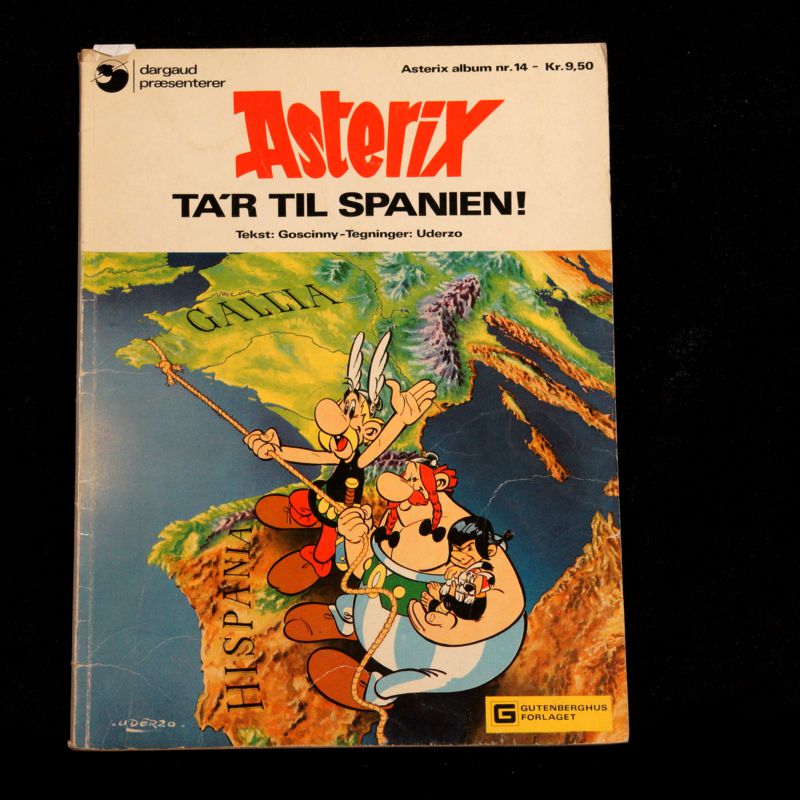 dargaud
præsenterer
Asterix album nr. 14 - Kr. 9,50
Asterix
TA'R TIL SPANIEN!
Tekst: Goscinny-Tegninger: Uderzo
GALLIA
HISPANIA
-UDERZO-
G GUTENBERGHUS
FORLAGET